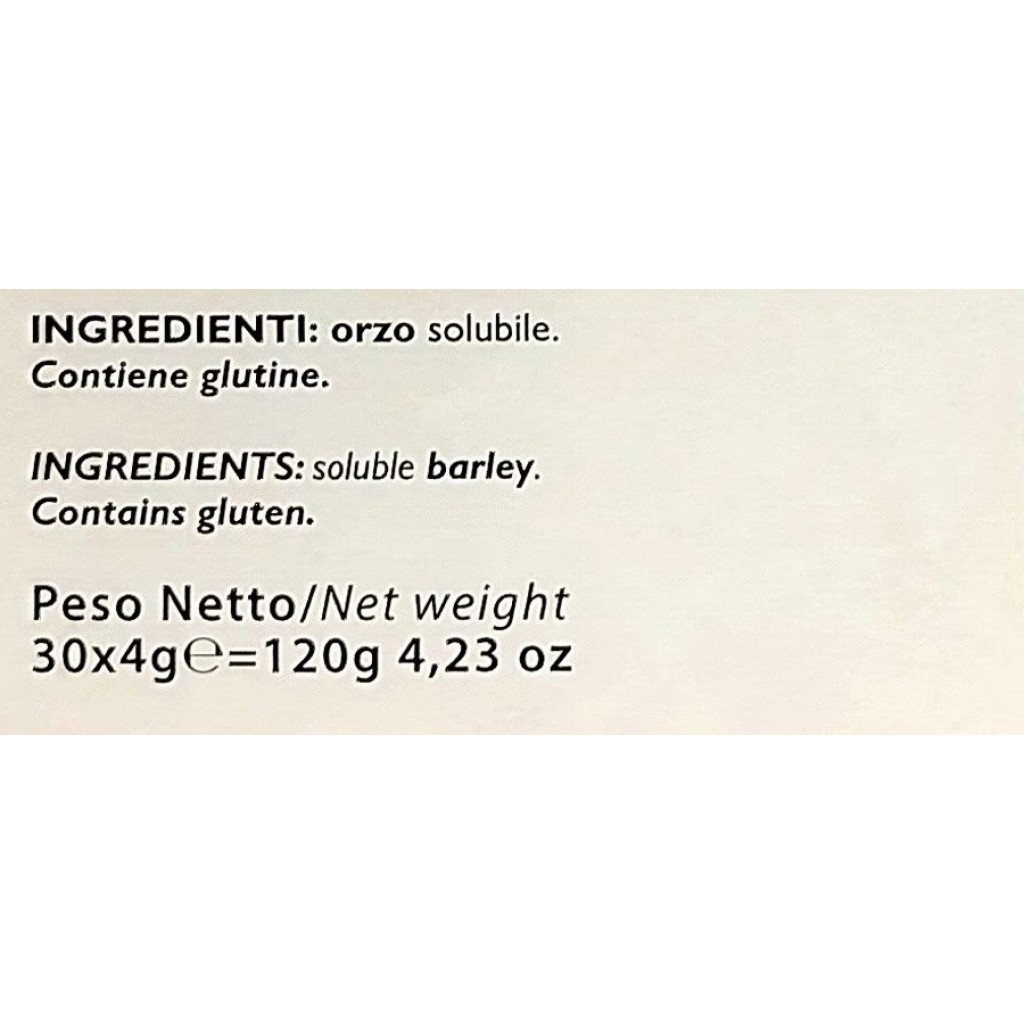 INGREDIENTI: orzo solubile.
Contiene glutine.
INGREDIENTS: soluble barley.
Contains gluten.
Peso Netto/Net weight
30x4g℮=120g 4,23 oz